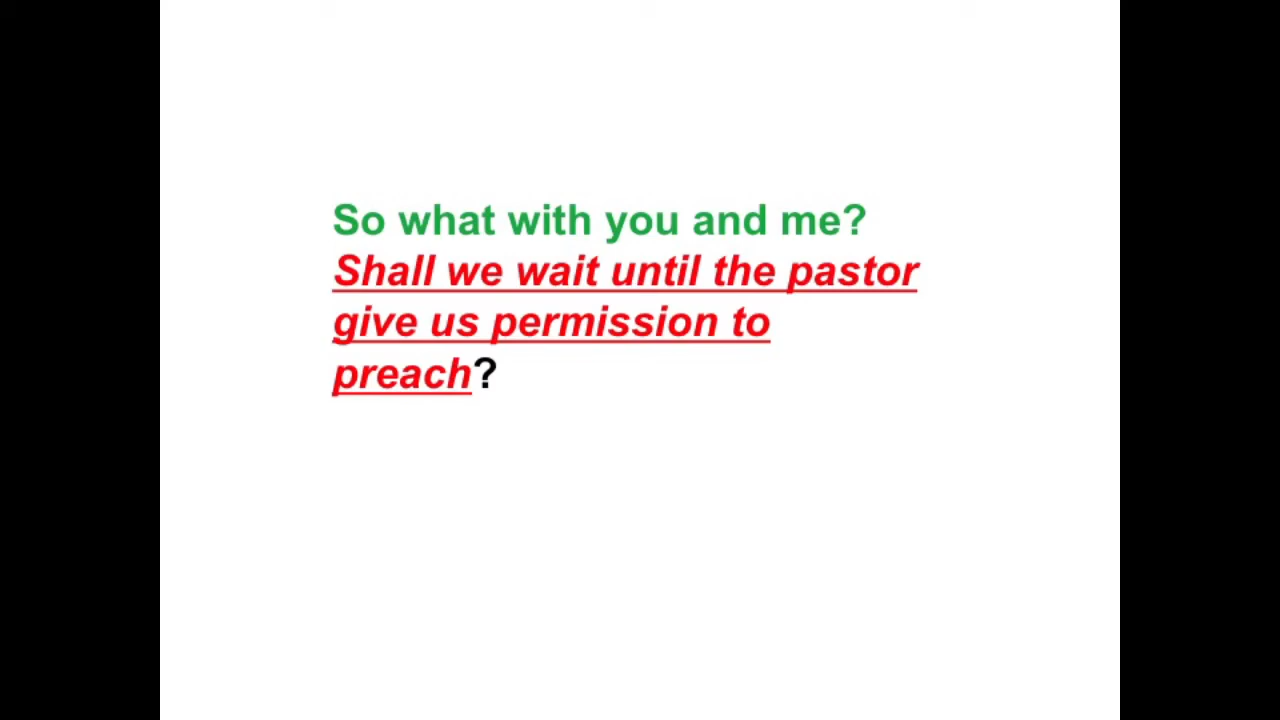 So what with you and me?
Shall we wait until the pastor
give us permission to
preach?